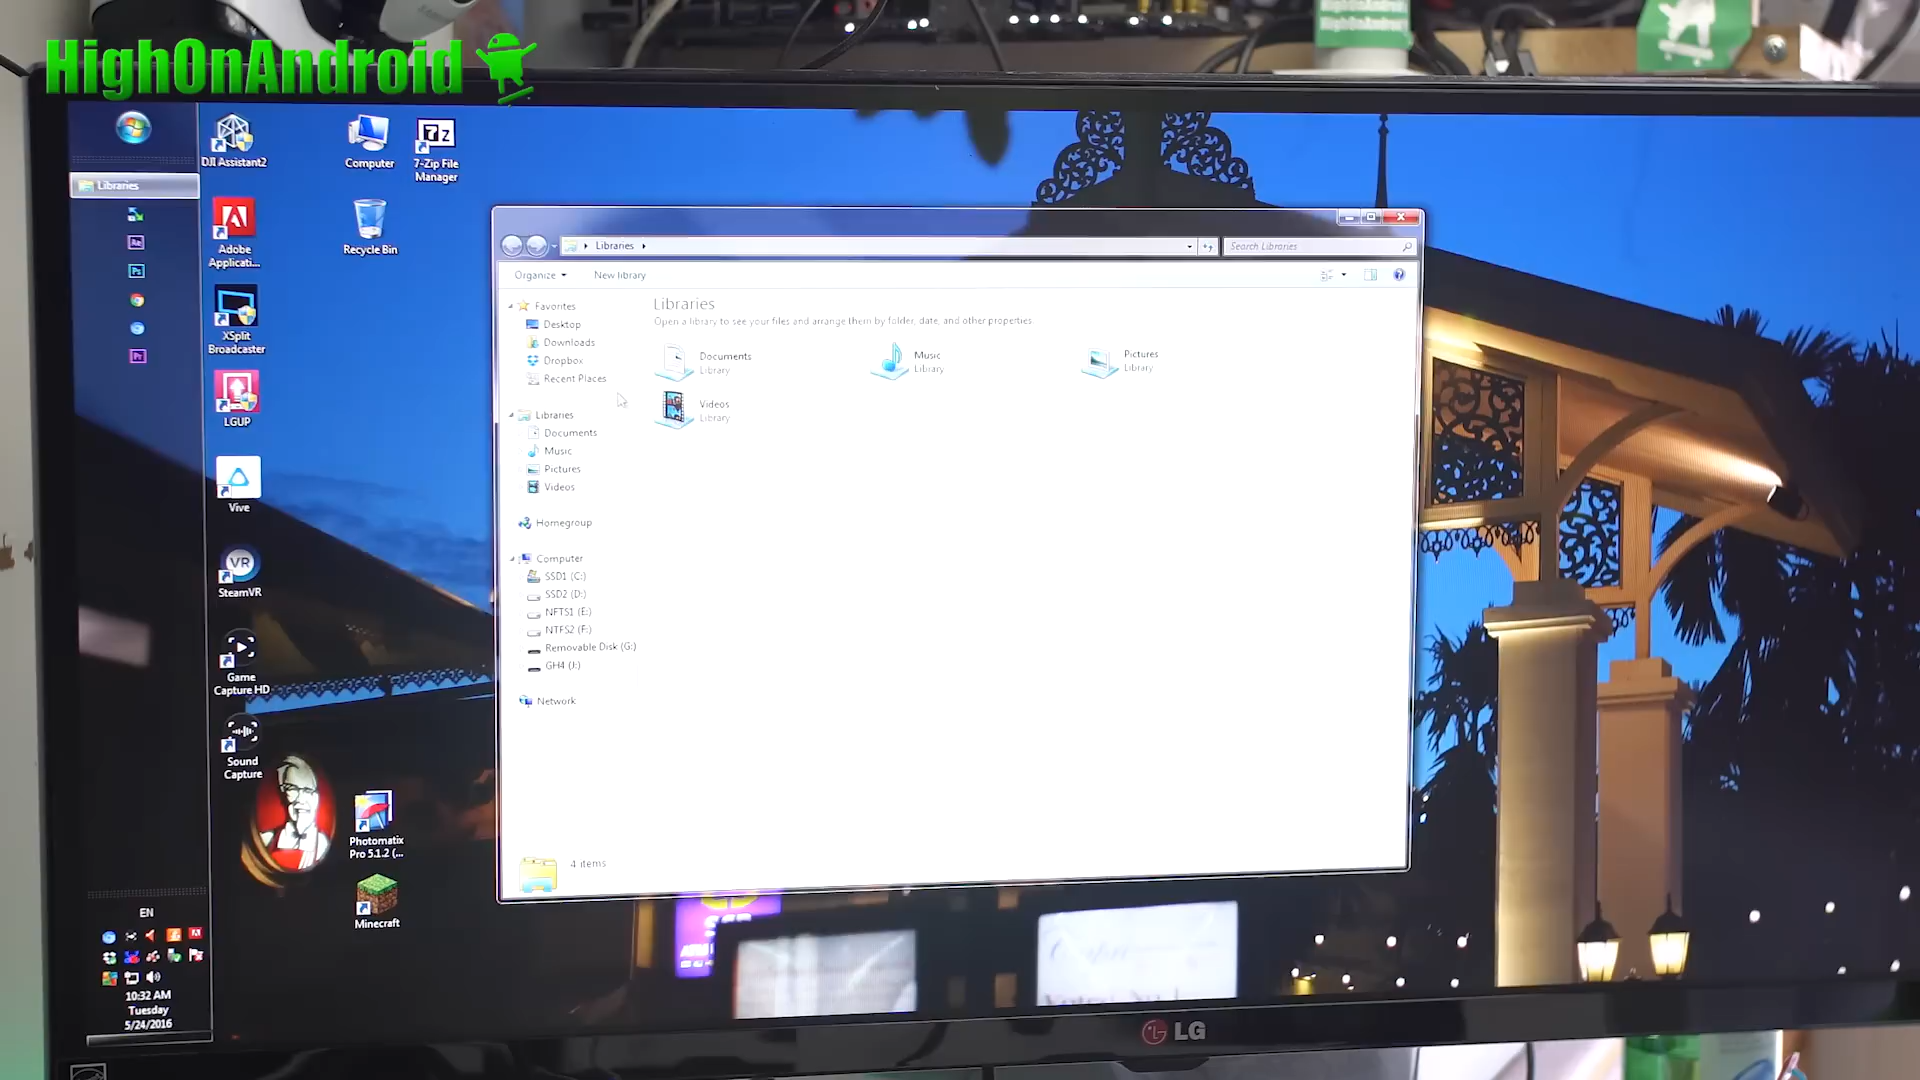 HighOnAndroid
HighOnAndroid
HighOnAndroid
Libraries
DJI Assistant2
Computer
7-Zip File
Manager
Adobe
Applicati...
Recycle Bin
XSplit
Broadcaster
LGUP
Vive
VR
SteamVR
Game
Capture HD
Sound
Capture
Photomatix
Pro 5.1.2 (...
Minecraft
Libraries
Search Libraries
Organize
New library
Favorites
Desktop
Downloads
Dropbox
Recent Places
Libraries
Documents
Music
Pictures
Videos
Homegroup
Computer
SSD1 (C:)
SSD2 (D:)
NFTS1 (E:)
NTFS2 (F:)
Removable Disk (G:)
GH4 (J:)
Network
Libraries
Open a library to see your files and arrange them by folder, date, and other properties.
Documents
Library
Music
Library
Pictures
Library
Videos
Library
4 items
EN
10:32 AM
Tuesday
5/24/2016
LG